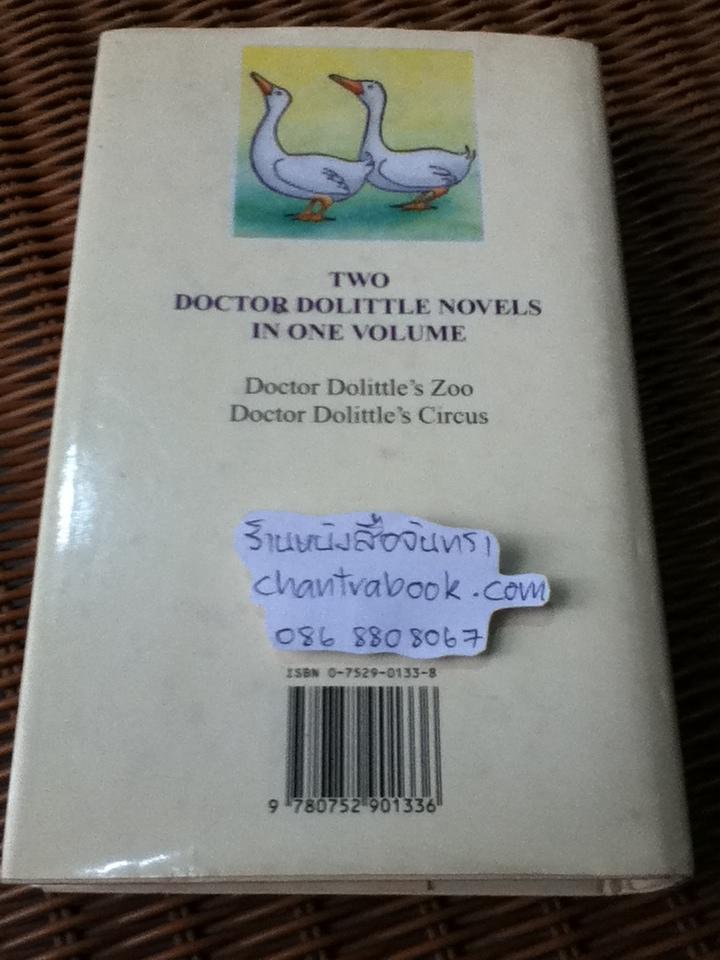 TWO
DOCTOR DOLITTLE NOVELS
IN ONE VOLUME
Doctor Dolittle's Zoo
Doctor Dolittle's Circus
ร้านหนังสือจันทรา
chantrabook.com
086 8808067
ISBN 0-7529-0133-8
9 780752 901336